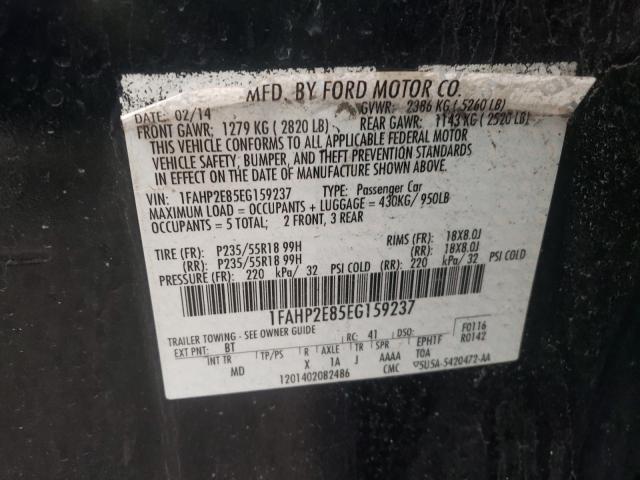 MFD. BY FORD MOTOR CO.
DATE: 02/14 GVWR: 2386 KG ( 5260 LB)
FRONT GAWR: 1279 KG ( 2820 LB) REAR GAWR: 1143 KG ( 2520 LB)
THIS VEHICLE CONFORMS TO ALL APPLICABLE FEDERAL MOTOR
VEHICLE SAFETY, BUMPER, AND THEFT PREVENTION STANDARDS
IN EFFECT ON THE DATE OF MANUFACTURE SHOWN ABOVE.
VIN: 1FAHP2E85EG159237 TYPE: Passenger Car
MAXIMUM LOAD = OCCUPANTS + LUGGAGE = 430KG/ 950LB
OCCUPANTS = 5 TOTAL: 2 FRONT, 3 REAR
TIRE (FR): P235/55R18 99H RIMS (FR): 18X8.0J
(RR): P235/55R18 99H (RR): 18X8.0J
PRESSURE (FR): 220 kPa/ 32 PSI COLD (RR): 220 kPa/ 32 PSI COLD
1FAHP2E85EG159237
TRAILER TOWING - SEE OWNER GUIDE
F0116
EXT PNT: BT RC: 41 DSO: R0142
INT TR TP/PS R AXLE TR SPR EPHTF
MD X 1A J AAAA TOA
1201402082486 CMC 5U5A-5420472-AA